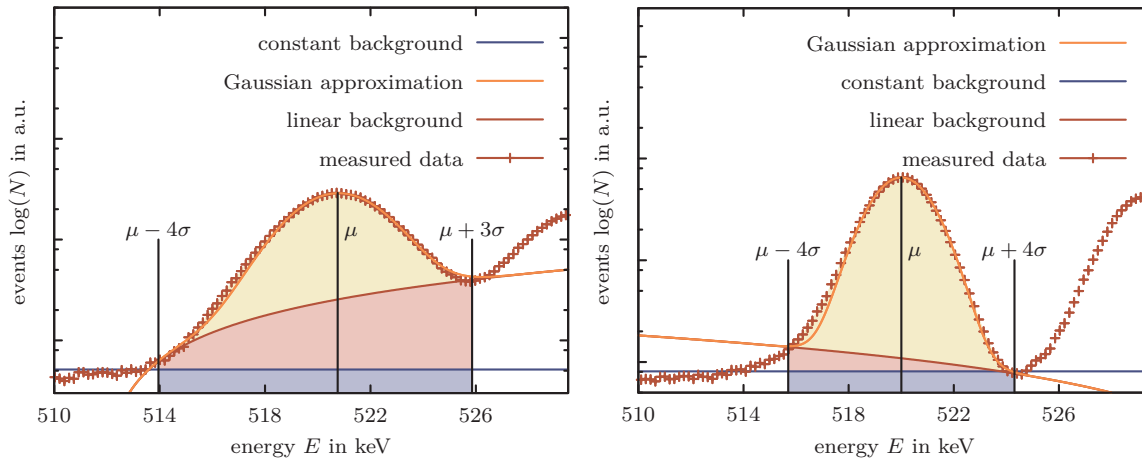 events log(N) in a.u.
constant background
Gaussian approximation
linear background
measured data
μ − 4σ
μ
μ + 3σ
510
514
518
522
526
energy E in keV
events log(N) in a.u.
Gaussian approximation
constant background
linear background
measured data
μ − 4σ
μ
μ + 4σ
510
514
518
522
526
energy E in keV